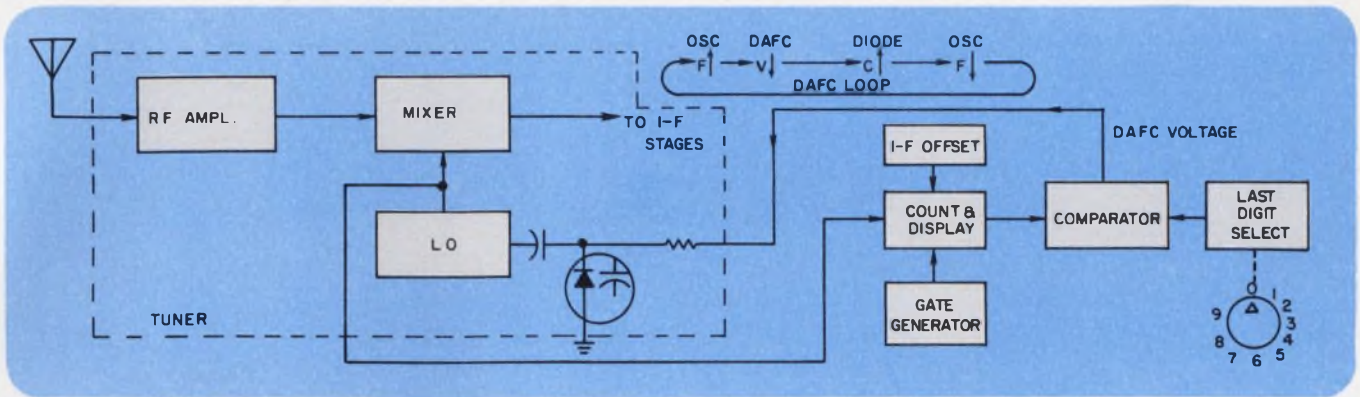 OSC DAFC DIODE OSC
F V C F
DAFC LOOP
RF AMPL.
MIXER
TO I-F
STAGES
DAFC VOLTAGE
I-F OFFSET
COUNT &
DISPLAY
COMPARATOR
LAST
DIGIT
SELECT
LO
GATE
GENERATOR
TUNER
0
1
2
3
4
5
6
7
8
9